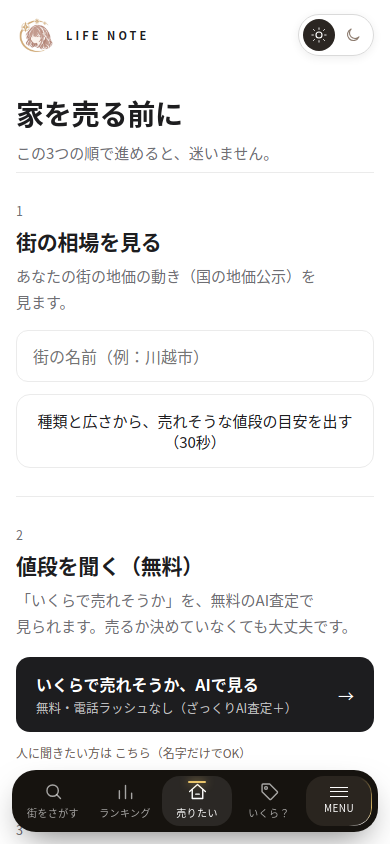 LIFE NOTE
家を売る前に
この3つの順で進めると、迷いません。
1
街の相場を見る
あなたの街の地価の動き（国の地価公示）を
見ます。
街の名前（例：川越市）
種類と広さから、売れそうな値段の目安を出す
（30秒）
2
値段を聞く（無料）
「いくらで売れそうか」を、無料のAI査定で
見られます。売るか決めていなくても大丈夫です。
いくらで売れそうか、AIで見る
無料・電話ラッシュなし（ざっくりAI査定＋）
→
人に聞きたい方は こちら（名字だけでOK）
街をさがす
ランキング
売りたい
いくら？
MENU
3